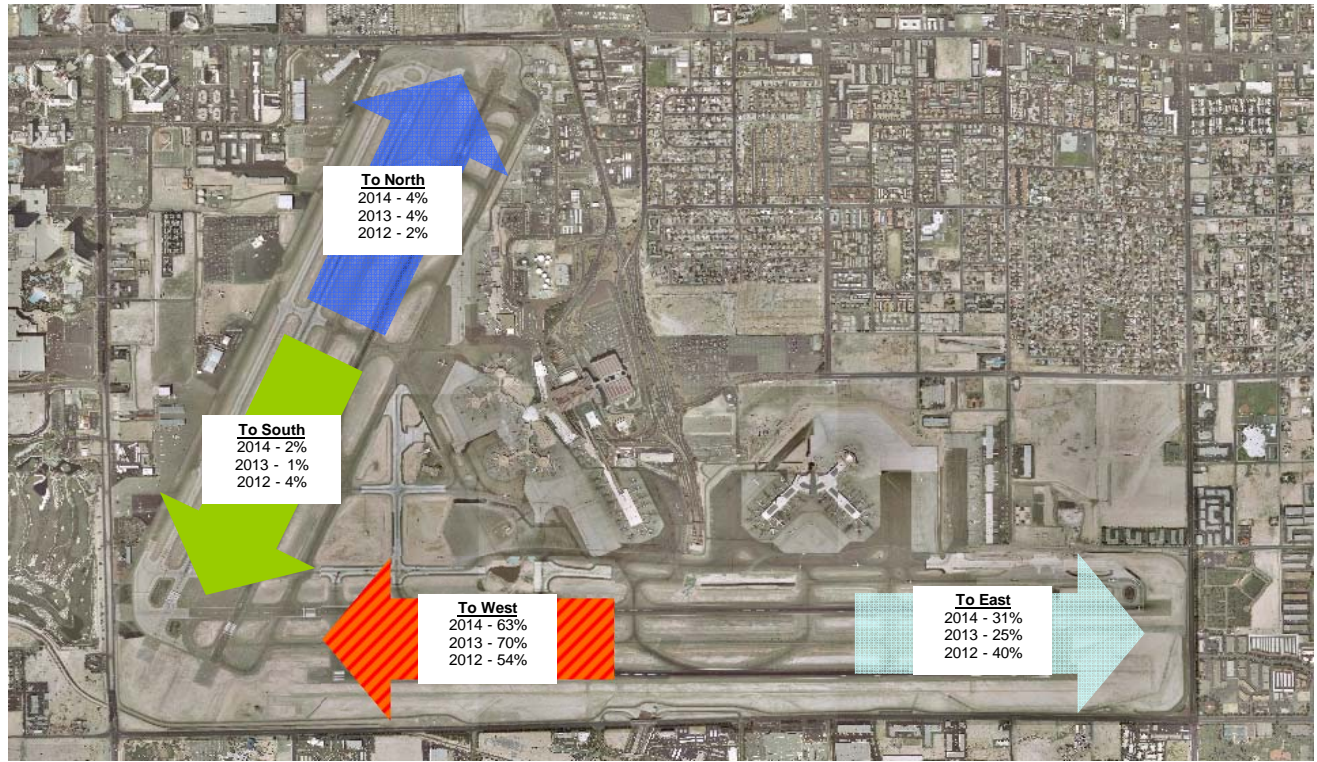 To North
2014 - 4%
2013 - 4%
2012 - 2%
To South
2014 - 2%
2013 - 1%
2012 - 4%
To West
2014 - 63%
2013 - 70%
2012 - 54%
To East
2014 - 31%
2013 - 25%
2012 - 40%